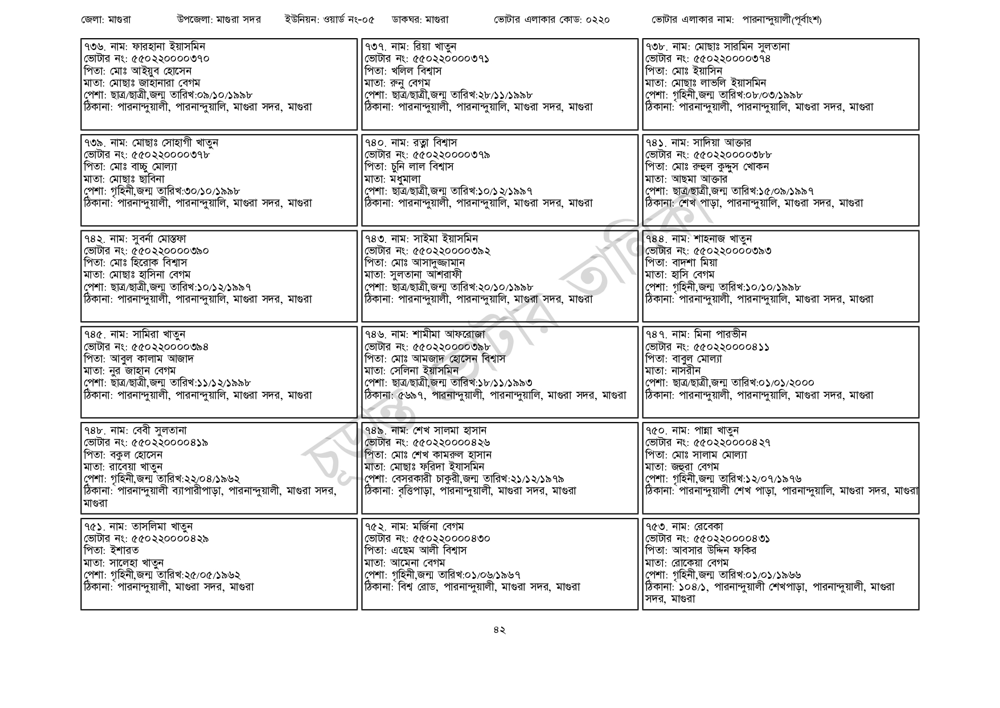 জেলা: মাগুরা উপজেলা: মাগুরা সদর ইউনিয়ন: ওয়ার্ড নং-০৫ ডাকঘর: মাগুরা ভোটার এলাকার কোড: ০২২০ ভোটার এলাকার নাম: পারনান্দুয়ালী(পূর্বাংশ)
৭৩৬. নাম: ফারহানা ইয়াসমিন
ভোটার নং: ৫৫০২২০০০০৩৭০
পিতা: মোঃ আইয়ুব হোসেন
মাতা: মোছাঃ জাহানারা বেগম
পেশা: ছাত্র/ছাত্রী,জন্ম তারিখ:০৯/১০/১৯৯৮
ঠিকানা: পারনান্দুয়ালী, পারনান্দুয়ালি, মাগুরা সদর, মাগুরা
৭৩৭. নাম: রিয়া খাতুন
ভোটার নং: ৫৫০২২০০০০৩৭১
পিতা: খলিল বিশ্বাস
মাতা: রুনু বেগম
পেশা: ছাত্র/ছাত্রী,জন্ম তারিখ:২৮/১১/১৯৯৮
ঠিকানা: পারনান্দুয়ালী, পারনান্দুয়ালি, মাগুরা সদর, মাগুরা
৭৩৮. নাম: মোছাঃ সারমিন সুলতানা
ভোটার নং: ৫৫০২২০০০০৩৭৪
পিতা: মোঃ ইয়াসিন
মাতা: মোছাঃ লাভলি ইয়াসমিন
পেশা: গৃহিনী,জন্ম তারিখ:০৮/০৩/১৯৯৮
ঠিকানা: পারনান্দুয়ালী, পারনান্দুয়ালি, মাগুরা সদর, মাগুরা
৭৩৯. নাম: মোছাঃ সোহাগী খাতুন
ভোটার নং: ৫৫০২২০০০০৩৭৮
পিতা: মোঃ বাচ্চু মোল্যা
মাতা: মোছাঃ ছাবিনা
পেশা: গৃহিনী,জন্ম তারিখ:৩০/১০/১৯৯৮
ঠিকানা: পারনান্দুয়ালী, পারনান্দুয়ালি, মাগুরা সদর, মাগুরা
৭৪০. নাম: রত্না বিশ্বাস
ভোটার নং: ৫৫০২২০০০০৩৭৯
পিতা: চুনি লাল বিশ্বাস
মাতা: মধুমালা
পেশা: ছাত্র/ছাত্রী,জন্ম তারিখ:১০/১২/১৯৯৭
ঠিকানা: পারনান্দুয়ালী, পারনান্দুয়ালি, মাগুরা সদর, মাগুরা
৭৪১. নাম: সাদিয়া আক্তার
ভোটার নং: ৫৫০২২০০০০৩৮৮
পিতা: মোঃ রুহুল কুদ্দুস খোকন
মাতা: আছমা আক্তার
পেশা: ছাত্র/ছাত্রী,জন্ম তারিখ:১৫/০৯/১৯৯৭
ঠিকানা: শেখ পাড়া, পারনান্দুয়ালি, মাগুরা সদর, মাগুরা
৭৪২. নাম: সুবর্না মোস্তফা
ভোটার নং: ৫৫০২২০০০০৩৯০
পিতা: মোঃ হিরোক বিশ্বাস
মাতা: মোছাঃ হাসিনা বেগম
পেশা: ছাত্র/ছাত্রী,জন্ম তারিখ:১০/১২/১৯৯৭
ঠিকানা: পারনান্দুয়ালী, পারনান্দুয়ালি, মাগুরা সদর, মাগুরা
৭৪৩. নাম: সাইমা ইয়াসমিন
ভোটার নং: ৫৫০২২০০০০৩৯২
পিতা: মোঃ আসাদুজ্জামান
মাতা: সুলতানা আশরাফী
পেশা: ছাত্র/ছাত্রী,জন্ম তারিখ:২০/১০/১৯৯৮
ঠিকানা: পারনান্দুয়ালী, পারনান্দুয়ালি, মাগুরা সদর, মাগুরা
৭৪৪. নাম: শাহনাজ খাতুন
ভোটার নং: ৫৫০২২০০০০৩৯৩
পিতা: বাদশা মিয়া
মাতা: হাসি বেগম
পেশা: গৃহিনী,জন্ম তারিখ:১০/১০/১৯৯৮
ঠিকানা: পারনান্দুয়ালী, পারনান্দুয়ালি, মাগুরা সদর, মাগুরা
৭৪৫. নাম: সামিরা খাতুন
ভোটার নং: ৫৫০২২০০০০৩৯৪
পিতা: আবুল কালাম আজাদ
মাতা: নুর জাহান বেগম
পেশা: ছাত্র/ছাত্রী,জন্ম তারিখ:১১/১২/১৯৯৮
ঠিকানা: পারনান্দুয়ালী, পারনান্দুয়ালি, মাগুরা সদর, মাগুরা
৭৪৬. নাম: শামীমা আফরোজা
ভোটার নং: ৫৫০২২০০০০৩৯৮
পিতা: মোঃ আমজাদ হোসেন বিশ্বাস
মাতা: সেলিনা ইয়াসমিন
পেশা: ছাত্র/ছাত্রী,জন্ম তারিখ:১৮/১১/১৯৯৩
ঠিকানা: ৫৬৯৭, পারনান্দুয়ালী, পারনান্দুয়ালি, মাগুরা সদর, মাগুরা
৭৪৭. নাম: মিনা পারভীন
ভোটার নং: ৫৫০২২০০০০৪১১
পিতা: বাবুল মোল্যা
মাতা: নাসরীন
পেশা: ছাত্র/ছাত্রী,জন্ম তারিখ:০১/০১/২০০০
ঠিকানা: পারনান্দুয়ালী, পারনান্দুয়ালি, মাগুরা সদর, মাগুরা
৭৪৮. নাম: বেবী সুলতানা
ভোটার নং: ৫৫০২২০০০০৪১৯
পিতা: বকুল হোসেন
মাতা: রাবেয়া খাতুন
পেশা: গৃহিনী,জন্ম তারিখ:২২/০৪/১৯৬২
ঠিকানা: পারনান্দুয়ালী ব্যাপারীপাড়া, পারনান্দুয়ালী, মাগুরা সদর,
মাগুরা
৭৪৯. নাম: শেখ সালমা হাসান
ভোটার নং: ৫৫০২২০০০০৪২৬
পিতা: মোঃ শেখ কামরুল হাসান
মাতা: মোছাঃ ফরিদা ইযাসমিন
পেশা: বেসরকারী চাকুরী,জন্ম তারিখ:২১/১২/১৯৭৯
ঠিকানা: বৃত্তিপাড়া, পারনান্দুয়ালী, মাগুরা সদর, মাগুরা
৭৫০. নাম: পান্না খাতুন
ভোটার নং: ৫৫০২২০০০০৪২৭
পিতা: মোঃ সালাম মোল্যা
মাতা: জহুরা বেগম
পেশা: গৃহিনী,জন্ম তারিখ:১২/০৭/১৯৭৬
ঠিকানা: পারনান্দুয়ালী শেখ পাড়া, পারনান্দুয়ালি, মাগুরা সদর, মাগুরা
৭৫১. নাম: তাসলিমা খাতুন
ভোটার নং: ৫৫০২২০০০০৪২৯
পিতা: ইশারত
মাতা: সালেহা খাতুন
পেশা: গৃহিনী,জন্ম তারিখ:২৫/০৫/১৯৬২
ঠিকানা: পারনান্দুয়ালী, মাগুরা সদর, মাগুরা
৭৫২. নাম: মর্জিনা বেগম
ভোটার নং: ৫৫০২২০০০০৪৩০
পিতা: এছেম আলী বিশ্বাস
মাতা: আমেনা বেগম
পেশা: গৃহিনী,জন্ম তারিখ:০১/০৬/১৯৬৭
ঠিকানা: বিশ্ব রোড, পারনান্দুয়ালী, মাগুরা সদর, মাগুরা
৭৫৩. নাম: রেবেকা
ভোটার নং: ৫৫০২২০০০০৪৩১
পিতা: আবসার উদ্দিন ফকির
মাতা: রোকেয়া বেগম
পেশা: গৃহিনী,জন্ম তারিখ:০১/০১/১৯৬৬
ঠিকানা: ১০৪/১, পারনান্দুয়ালী শেখপাড়া, পারনান্দুয়ালী, মাগুরা
সদর, মাগুরা
চূড়ান্ত ভোটার তালিকা
৪২